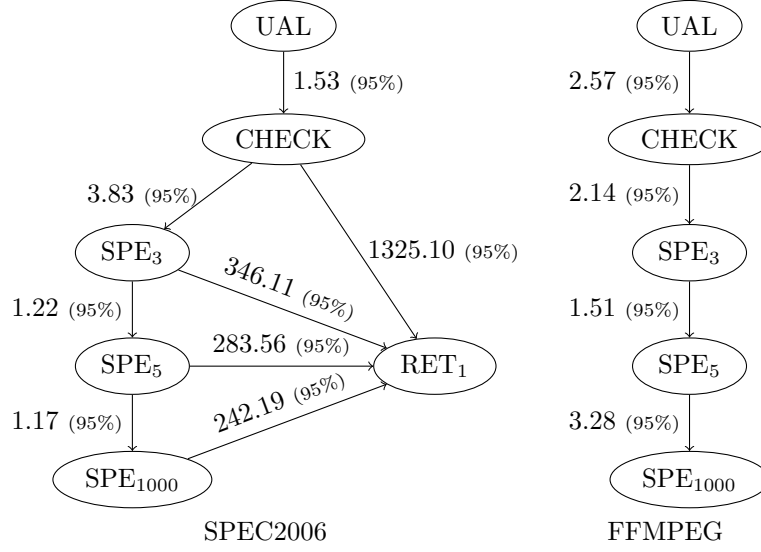 UAL
1.53 (95%)
CHECK
3.83 (95%)
1325.10 (95%)
SPE₃
346.11 (95%)
1.22 (95%)
SPE₅
283.56 (95%)
RET₁
1.17 (95%)
242.19 (95%)
SPE₁₀₀₀
SPEC2006
UAL
2.57 (95%)
CHECK
2.14 (95%)
SPE₃
1.51 (95%)
SPE₅
3.28 (95%)
SPE₁₀₀₀
FFMPEG